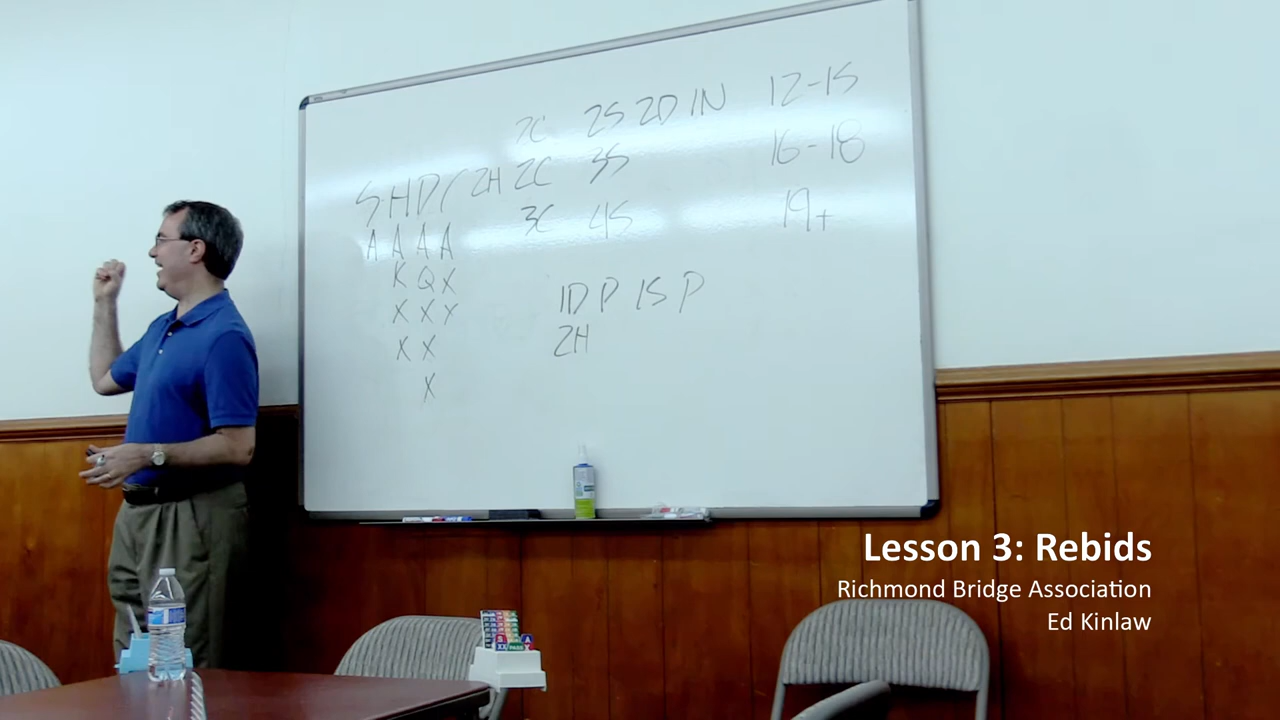 2C 2S 2D 1N 12-15
2C 3S 16-18
S H D C 2H
3C 4S 19+
A A A A
K Q X
X X Y
X X
X
1D P 1S P
2H
Lesson 3: Rebids
Richmond Bridge Association
Ed Kinlaw